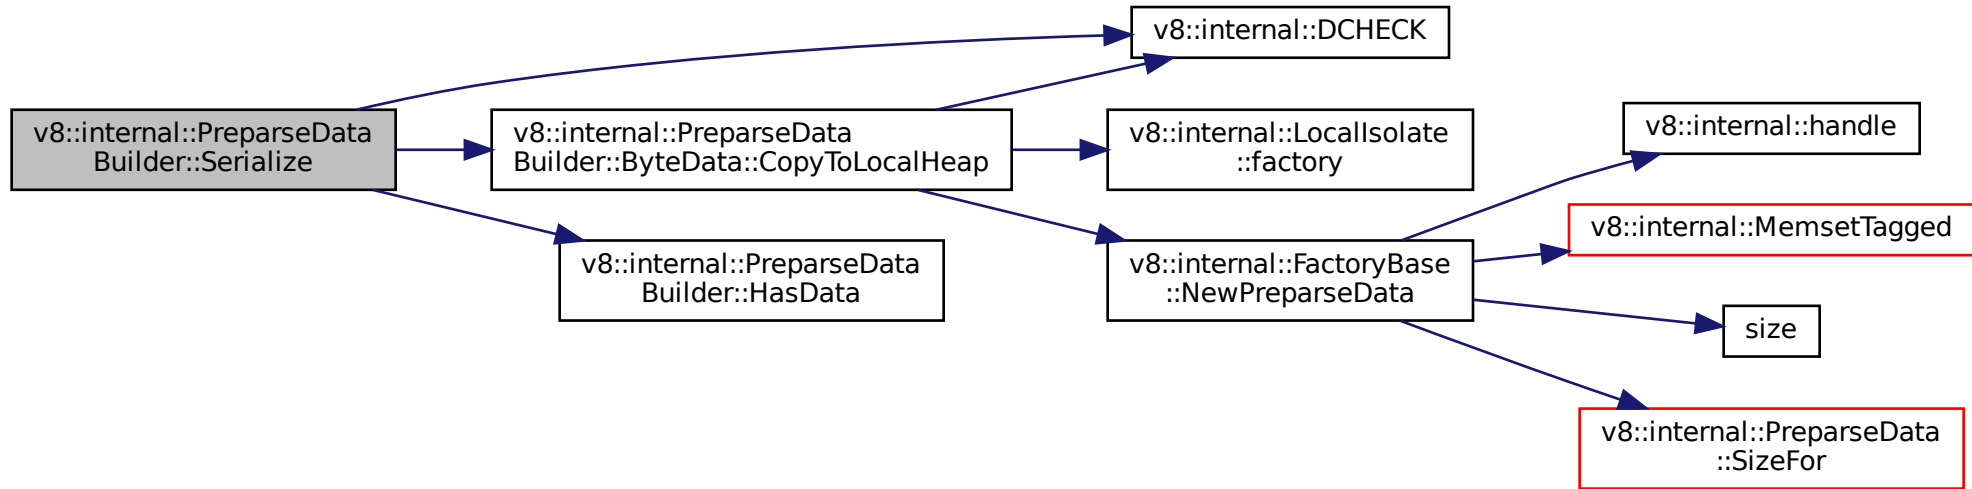 v8::internal::PreparseData
Builder::Serialize
v8::internal::DCHECK
v8::internal::PreparseData
Builder::ByteData::CopyToLocalHeap
v8::internal::PreparseData
Builder::HasData
v8::internal::LocalIsolate
::factory
v8::internal::FactoryBase
::NewPreparseData
v8::internal::handle
v8::internal::MemsetTagged
size
v8::internal::PreparseData
::SizeFor